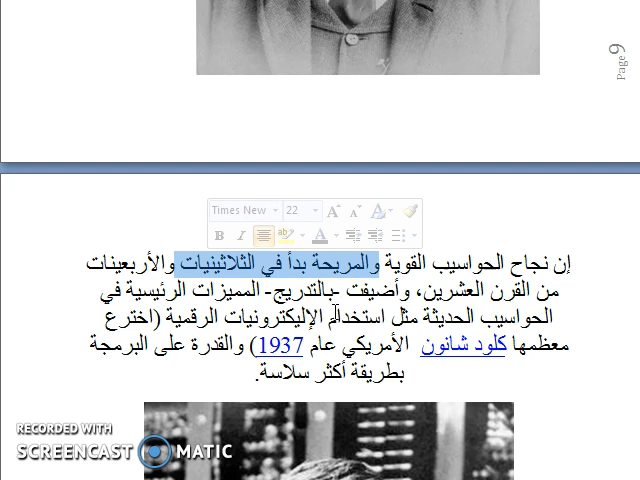 Page 9
Times New
22
إن نجاح الحواسيب القوية والمريحة بدأ في الثلاثينيات والأربعينات
من القرن العشرين، وأضيفت -بالتدريج- المميزات الرئيسية في
الحواسيب الحديثة مثل استخدام الإليكترونيات الرقمية (اخترع
معظمها كلود شانون الأمريكي عام 1937) والقدرة على البرمجة
بطريقة أكثر سلاسة.
RECORDED WITH
SCREENCAST MATIC